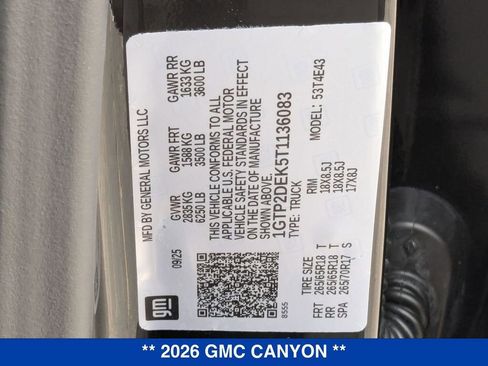 MFD BY GENERAL MOTORS LLC
09/25
GVWR GAWR FRT GAWR RR
2835 KG 1588 KG 1633 KG
6250 LB 3500 LB 3600 LB
THIS VEHICLE CONFORMS TO ALL
APPLICABLE U.S. FEDERAL MOTOR
VEHICLE SAFETY STANDARDS IN EFFECT
ON THE DATE OF MANUFACTURE
SHOWN ABOVE.
1GTP2DEK5T1136083
TYPE: TRUCK MODEL: 53T4E43
gm
8555
TIRE SIZE RIM
FRT 265/65R18 T 18X8.5J
RR 265/65R18 T 18X8.5J
SPA 265/70R17 S 17X8J
** 2026 GMC CANYON **